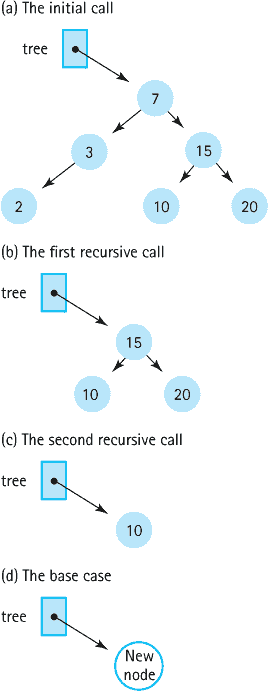 (a) The initial call
tree
7
3
15
2
10
20
(b) The first recursive call
tree
15
10
20
(c) The second recursive call
tree
10
(d) The base case
tree
New
node